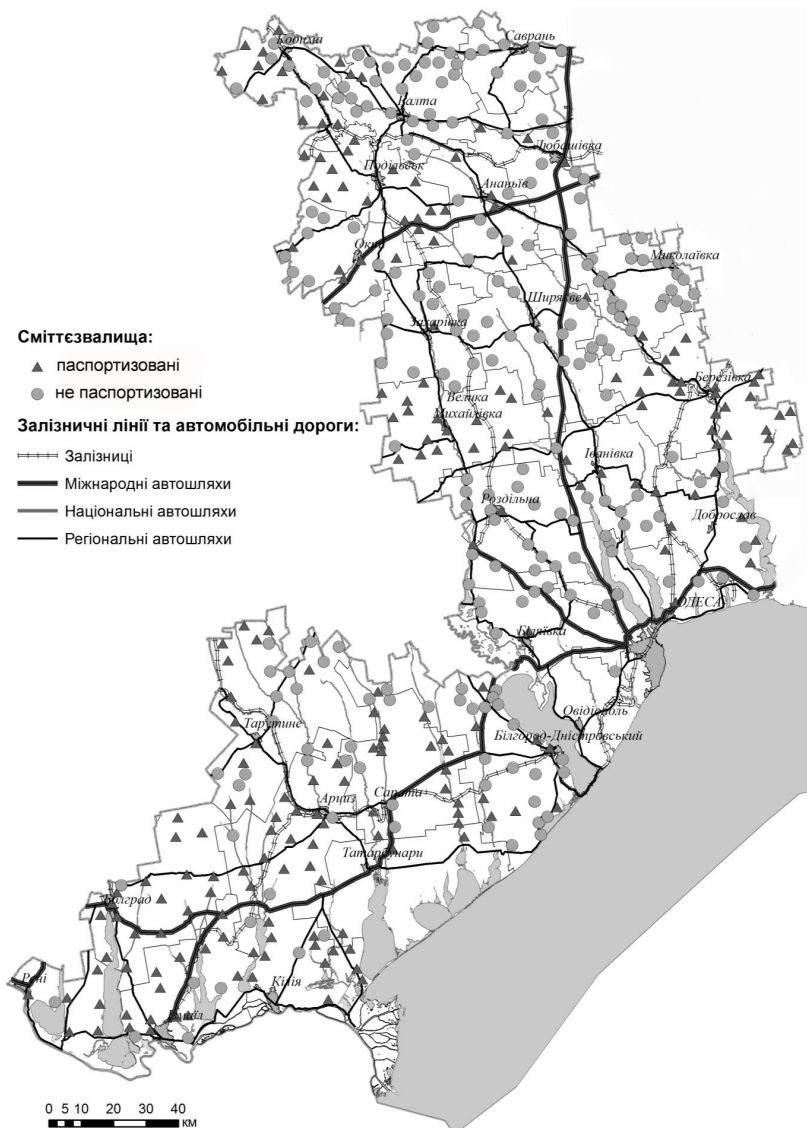 Кодима
Саврань
Балта
Любашівка
Подільськ
Ананьїв
Окни
Миколаївка
Ширяєве
Захарівка
Сміттєзвалища:
паспортизовані
не паспортизовані
Березівка
Велика
Михайлівка
Залізничні лінії та автомобільні дороги:
Залізниці
Іванівка
Міжнародні автошляхи
Національні автошляхи
Роздільна
Доброслав
Регіональні автошляхи
ОДЕСА
Біляївка
Овідіополь
Тарутине
Білгород-Дністровський
Арциз
Сарата
Татарбунари
Болград
Рені
Кілія
Ізмаїл
0 5 10 20 30 40
км